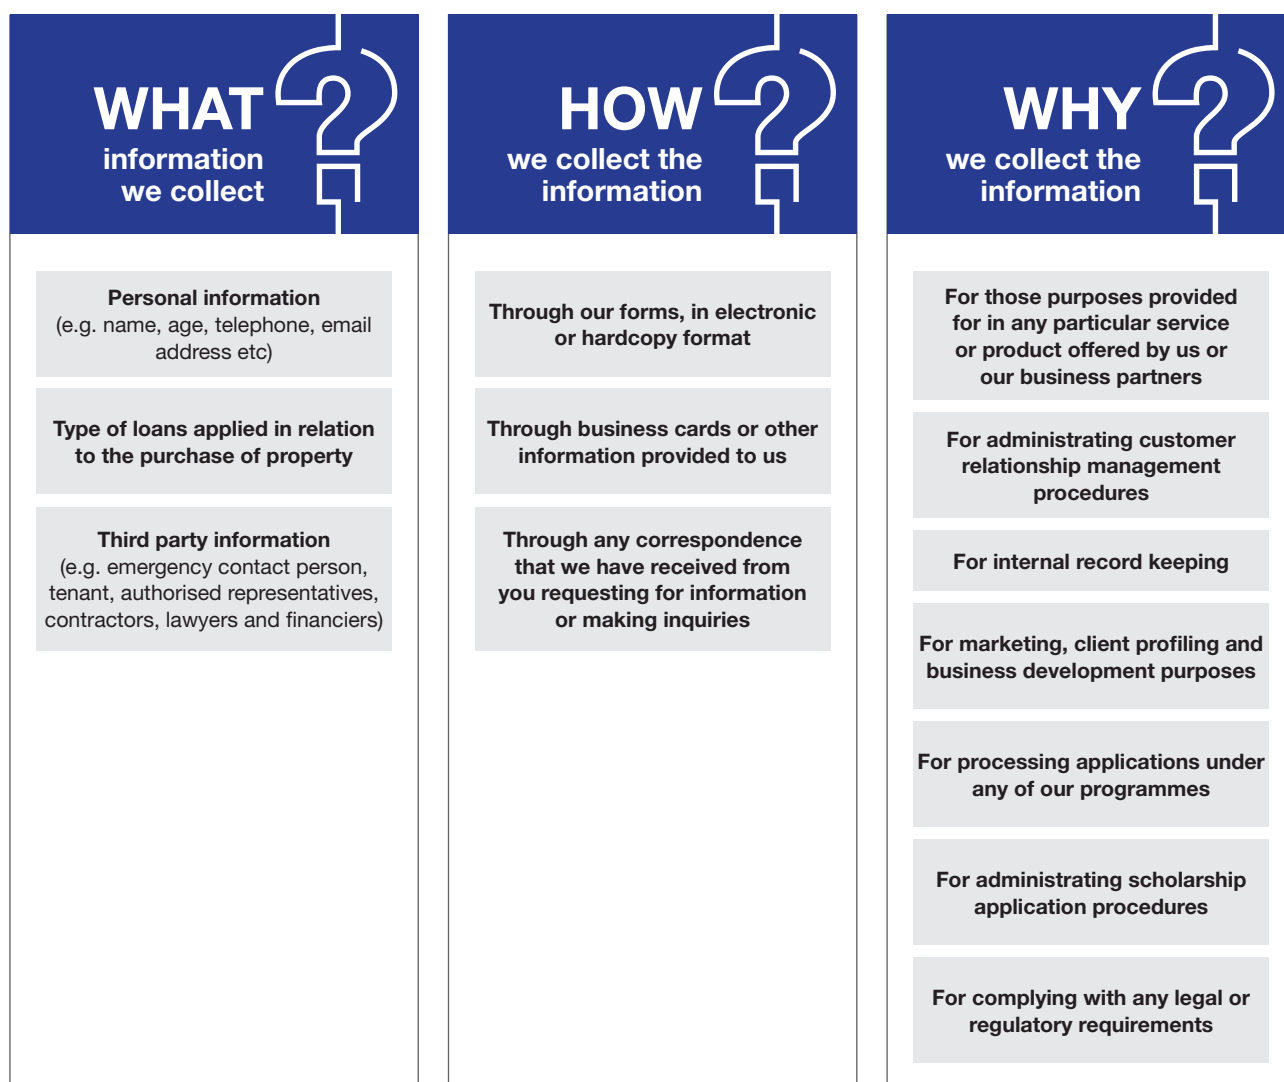 WHAT
information
we collect
Personal information
(e.g. name, age, telephone, email
address etc)
Type of loans applied in relation
to the purchase of property
Third party information
(e.g. emergency contact person,
tenant, authorised representatives,
contractors, lawyers and financiers)
HOW
we collect the
information
Through our forms, in electronic
or hardcopy format
Through business cards or other
information provided to us
Through any correspondence
that we have received from
you requesting for information
or making inquiries
WHY
we collect the
information
For those purposes provided
for in any particular service
or product offered by us or
our business partners
For administrating customer
relationship management
procedures
For internal record keeping
For marketing, client profiling and
business development purposes
For processing applications under
any of our programmes
For administrating scholarship
application procedures
For complying with any legal or
regulatory requirements